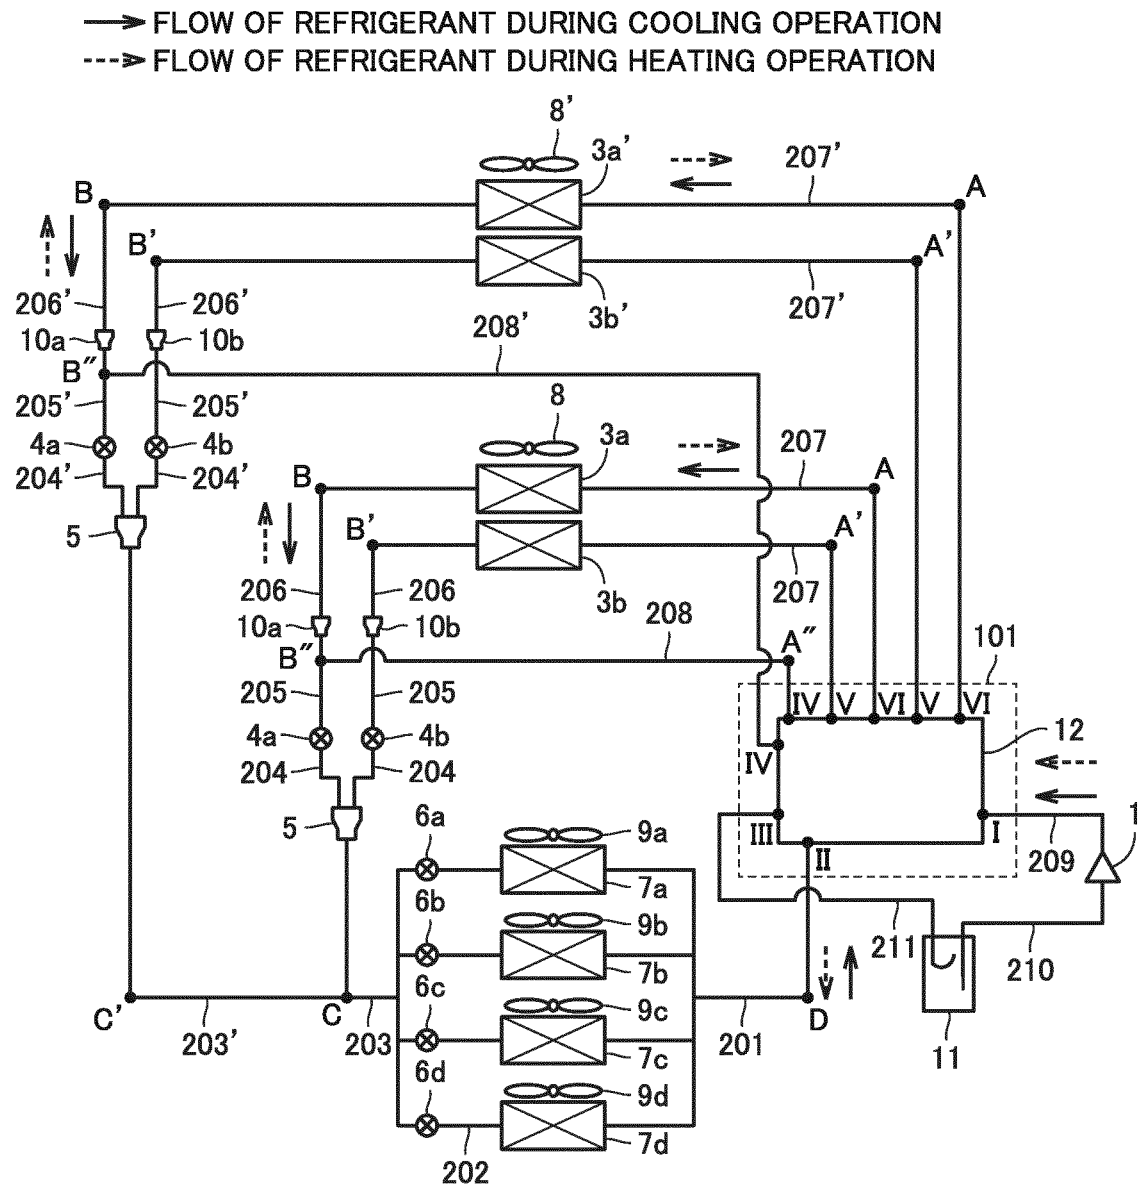 FLOW OF REFRIGERANT DURING COOLING OPERATION
FLOW OF REFRIGERANT DURING HEATING OPERATION
8'
3a'
207'
B
A
B'
A'
206'
206'
3b'
207'
10a
10b
208'
B″
205'
205'
8
4a
4b
3a
207
204'
204'
B
A
5
B'
A'
206
206
3b
207
10a
10b
208
B″
A″
101
205
205
IV
V
VI
V
VI
12
4a
4b
IV
204
204
5
6a
9a
III
II
I
209
1
7a
6b
9b
211
210
7b
6c
9c
C'
C
D
203'
203
201
11
7c
6d
9d
7d
202